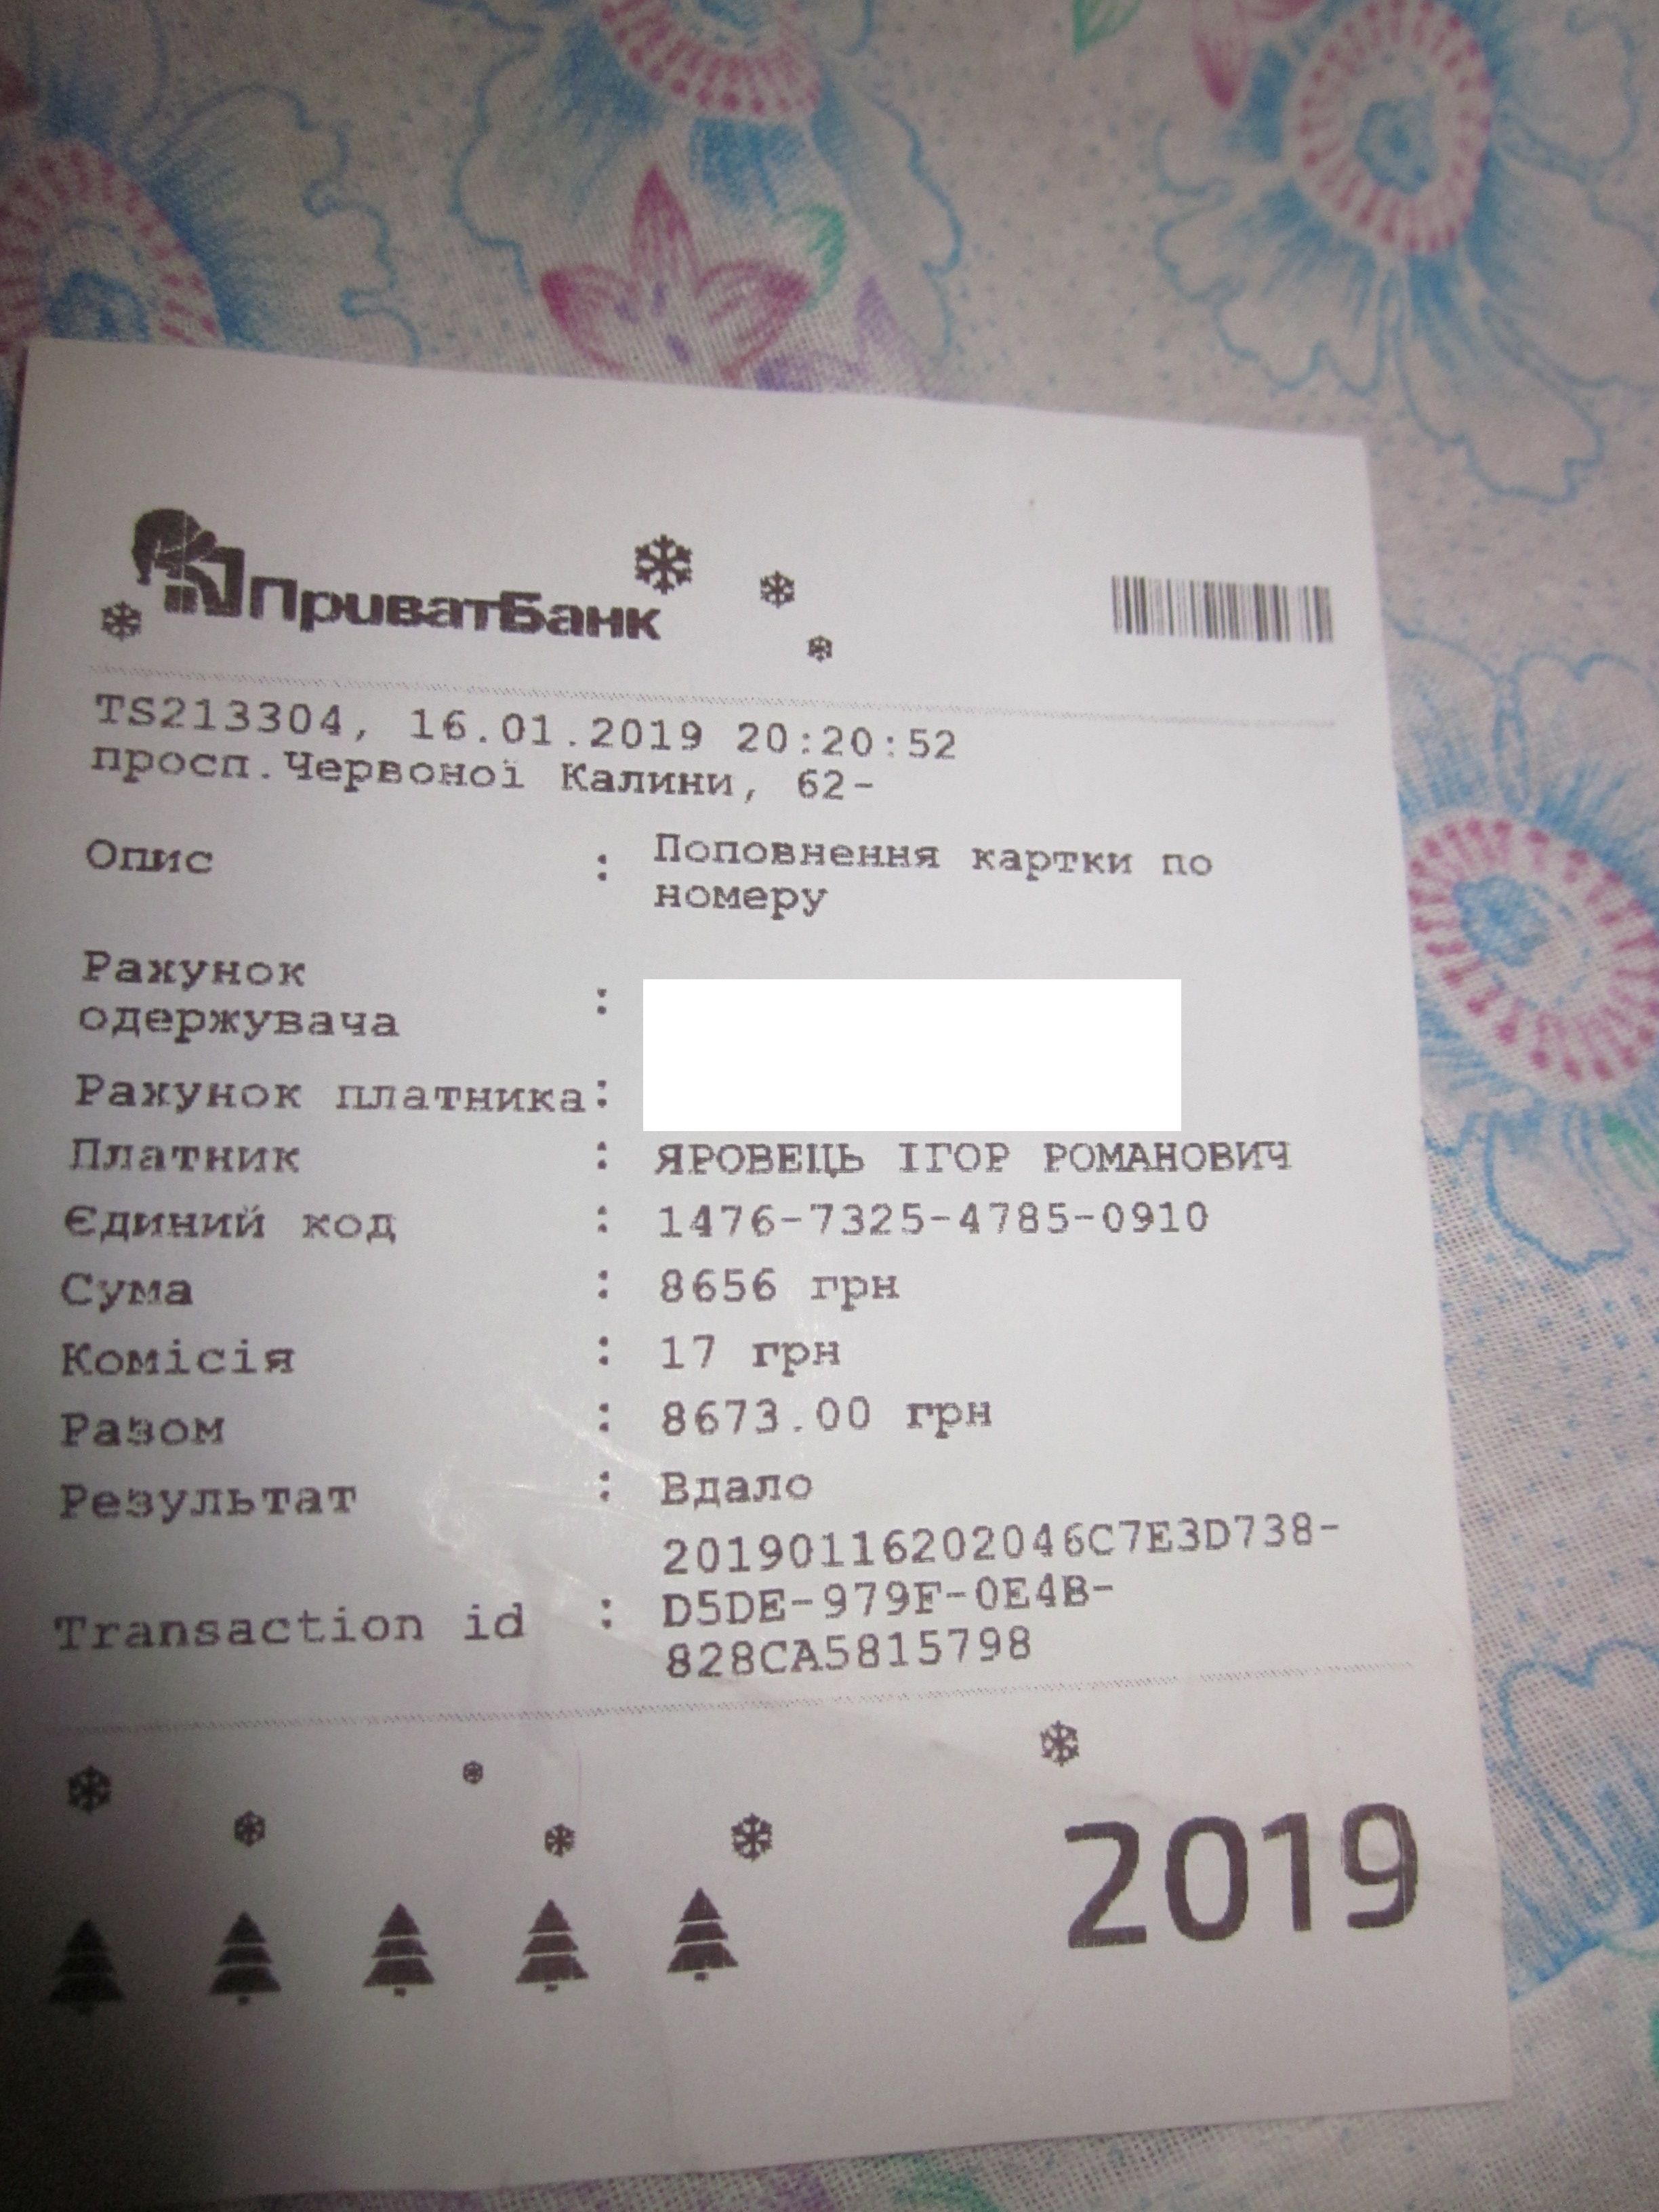 ПриватБанк
TS213304, 16.01.2019 20:20:52
просп.Червоної Калини, 62-
Опис : Поповнення картки по
номеру
Рахунок
одержувача :
Рахунок платника:
Платник : ЯРОВЕЦЬ ІГОР РОМАНОВИЧ
Єдиний код : 1476-7325-4785-0910
Сума : 8656 грн
Комісія : 17 грн
Разом : 8673.00 грн
Результат : Вдало
20190116202046C7E3D738-
Transaction id : D5DE-979F-0E4B-
828CA5815798
2019